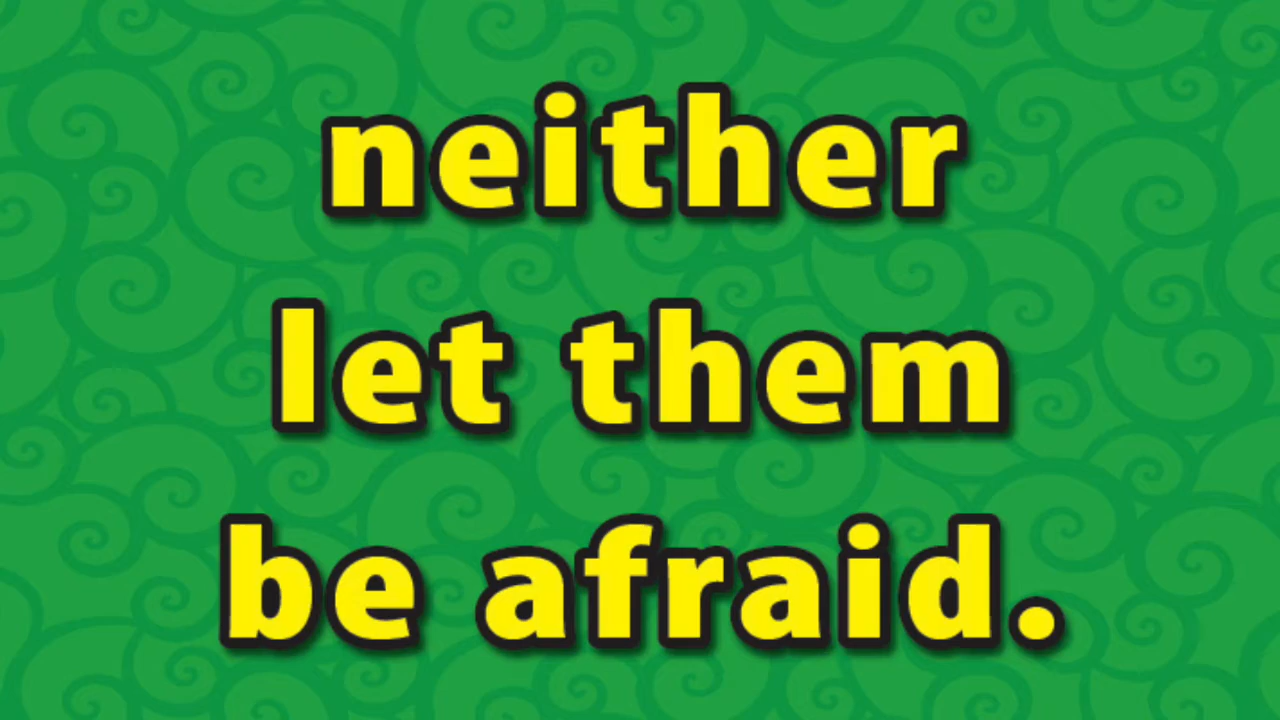 neither
let them
be afraid.